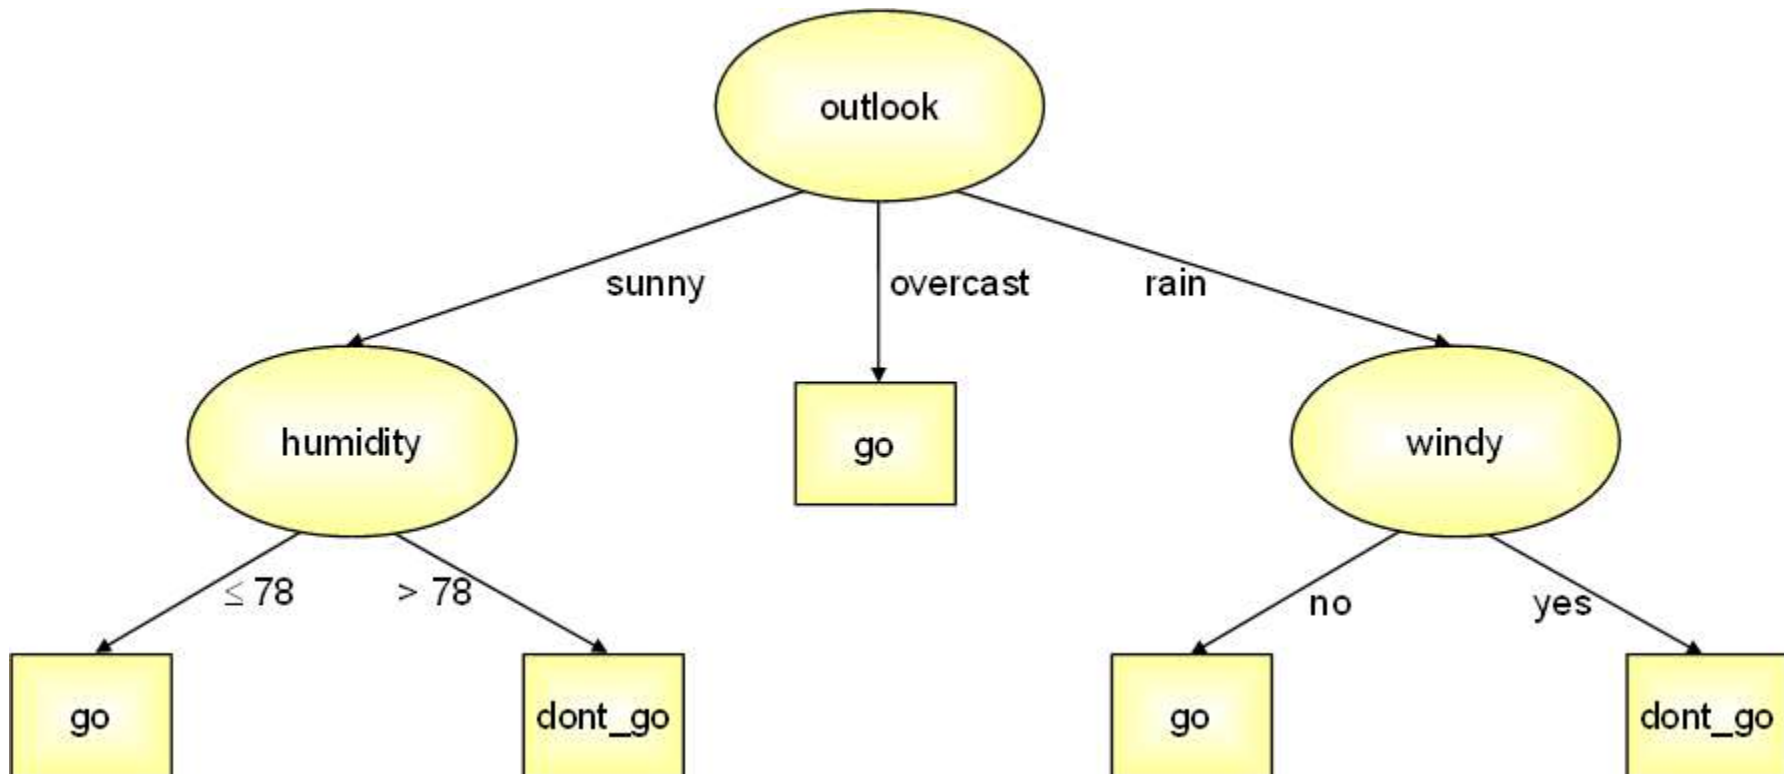 outlook
sunny
overcast
rain
humidity
go
windy
≤ 78
> 78
no
yes
go
dont_go
go
dont_go